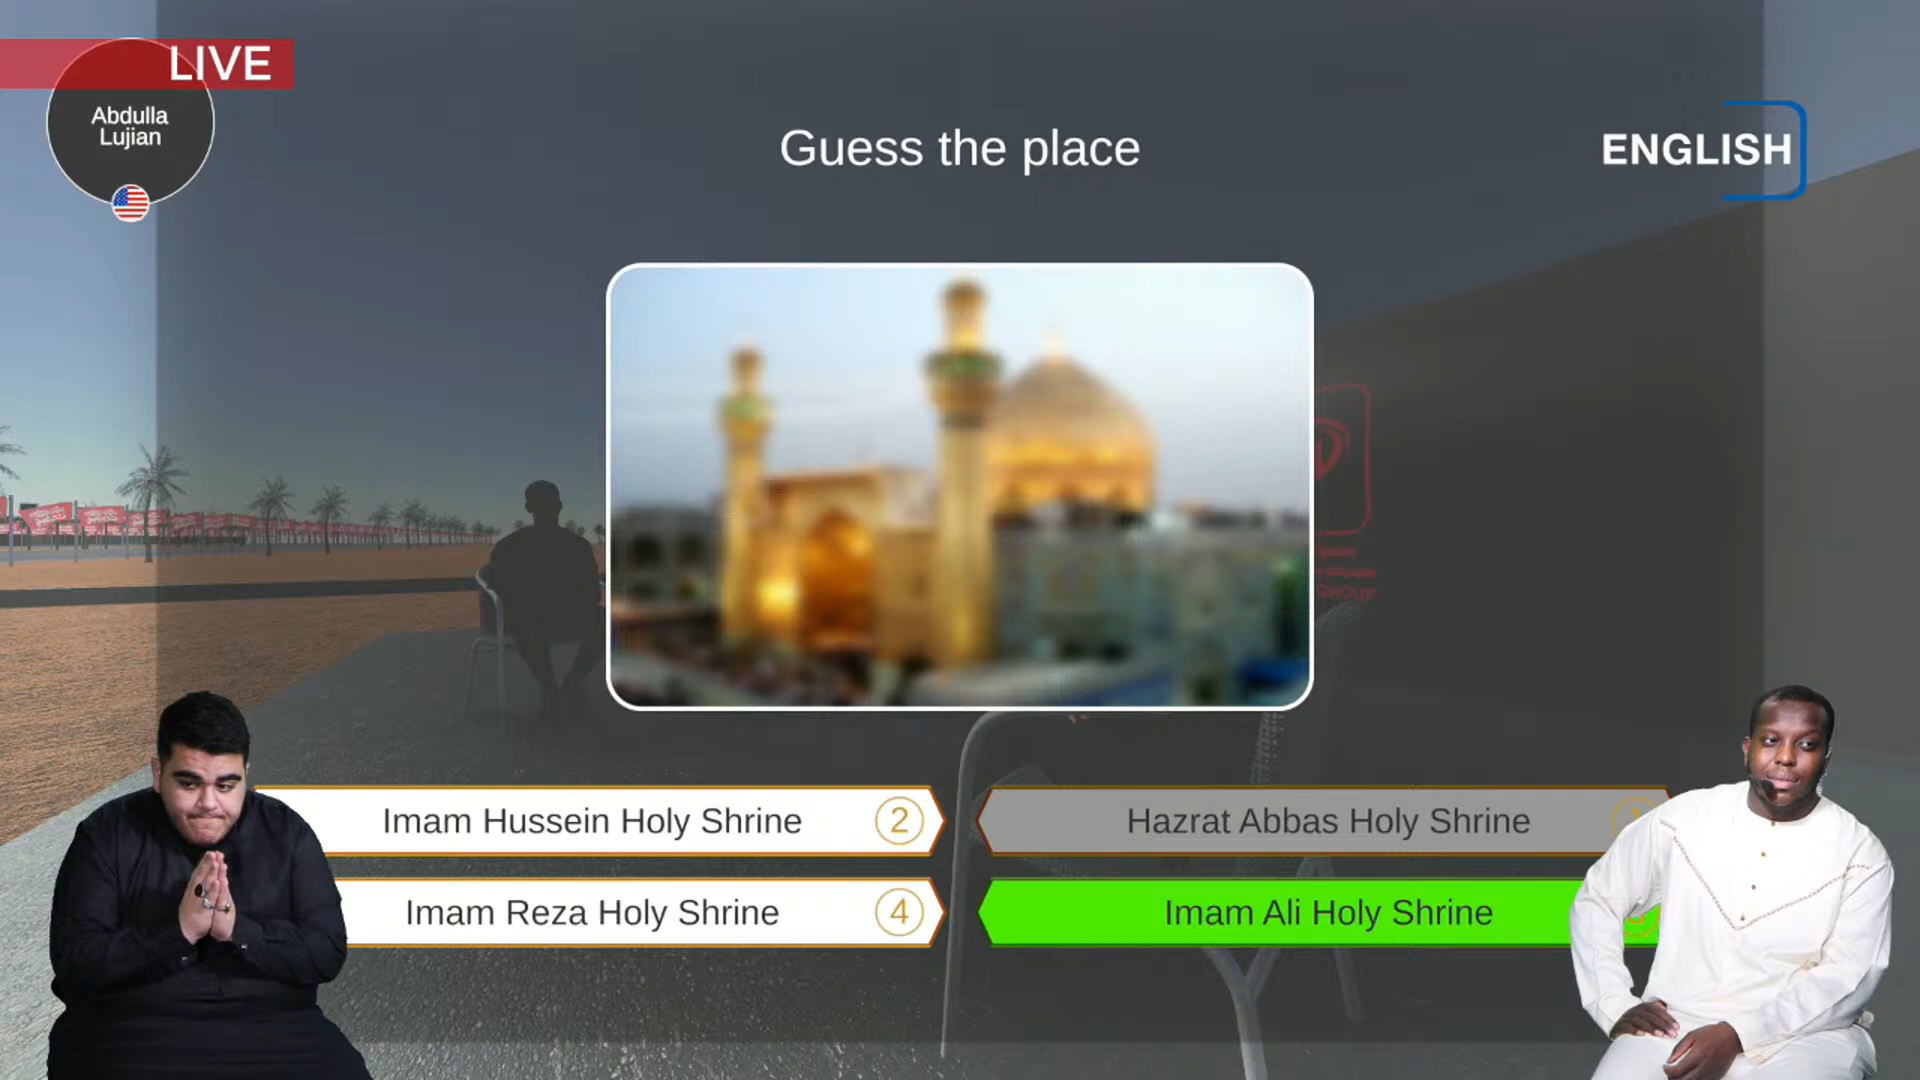 LIVE
Abdulla
Lujian
Guess the place
ENGLISH
Imam Hussein Holy Shrine 2
Hazrat Abbas Holy Shrine
Imam Reza Holy Shrine 4
Imam Ali Holy Shrine